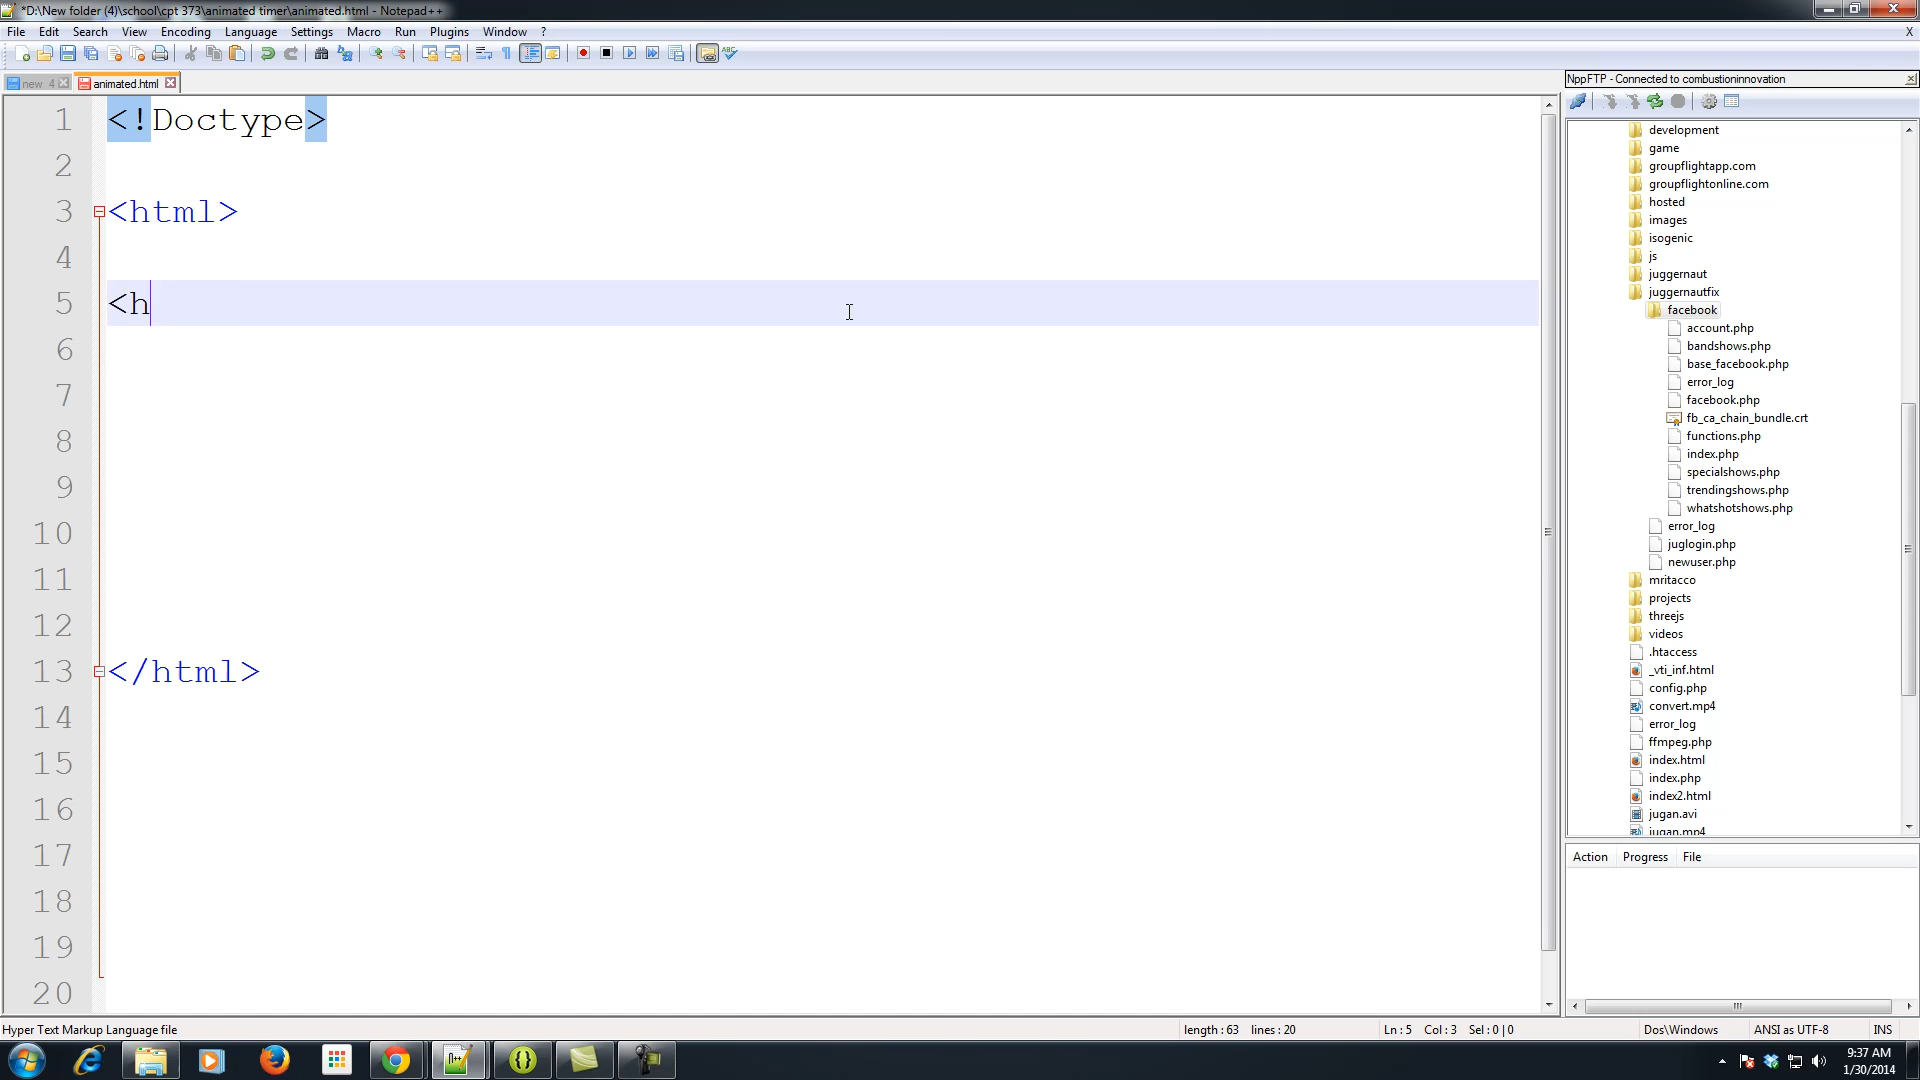 *D:\New folder (4)\school\cpt 373\animated timer\animated.html - Notepad++
File Edit Search View Encoding Language Settings Macro Run Plugins Window ? X
new 4 animated.html
NppFTP - Connected to combustioninnovation
1 <!Doctype>
2
3 <html>
4
5 <h
6
7
8
9
10
11
12
13 </html>
14
15
16
17
18
19
20
development
game
groupflightapp.com
groupflightonline.com
hosted
images
isogenic
js
juggernaut
juggernautfix
facebook
account.php
bandshows.php
base_facebook.php
error_log
facebook.php
fb_ca_chain_bundle.crt
functions.php
index.php
specialshows.php
trendingshows.php
whatshotshows.php
error_log
juglogin.php
newuser.php
mritacco
projects
threejs
videos
.htaccess
_vti_inf.html
config.php
convert.mp4
error_log
ffmpeg.php
index.html
index.php
index2.html
jugan.avi
jugan.mp4
Action Progress File
Hyper Text Markup Language file length : 63 lines : 20 Ln : 5 Col : 3 Sel : 0 | 0 Dos\Windows ANSI as UTF-8 INS
9:37 AM
1/30/2014